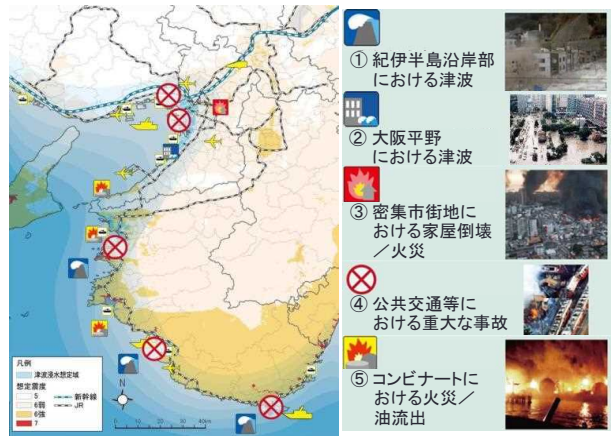 凡例
津波浸水想定域
想定震度
5
6弱
6強
7
新幹線
JR
N
0
10
20
40km
① 紀伊半島沿岸部
における津波
② 大阪平野
における津波
③ 密集市街地に
おける家屋倒壊
/火災
④ 公共交通等に
おける重大な事故
⑤ コンビナートに
おける火災/
油流出